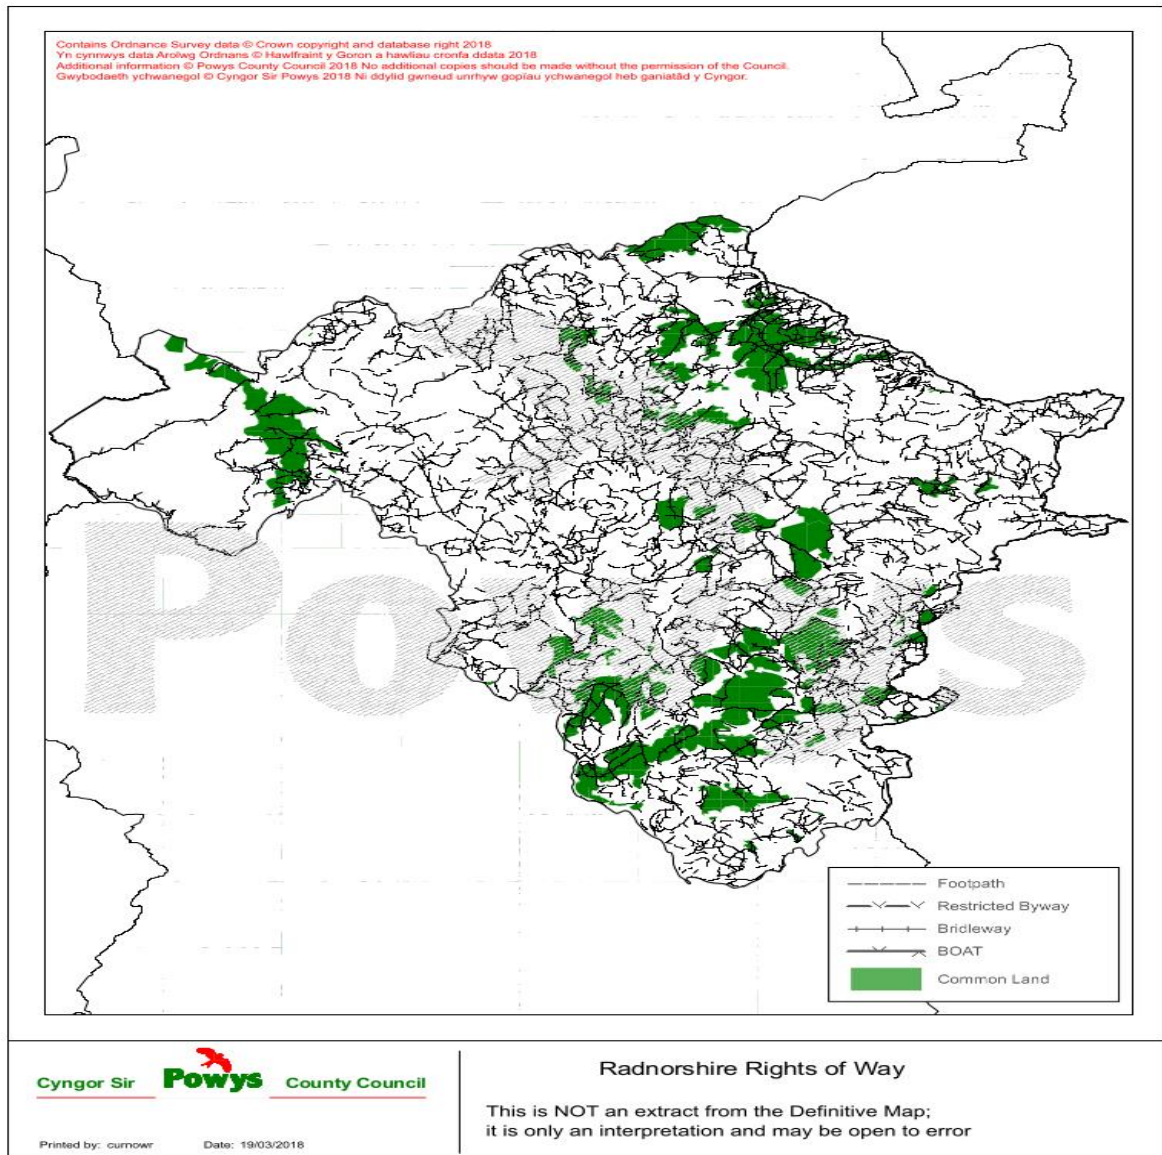 Contains Ordnance Survey data © Crown copyright and database right 2018
Yn cynnwys data Arolwg Ordnans © Hawlfraint y Goron a hawliau cronfa ddata 2018
Additional information © Powys County Council 2018 No additional copies should be made without the permission of the Council.
Gwybodaeth ychwanegol © Cyngor Sir Powys 2018 Ni ddylid gwneud unrhyw gopïau ychwanegol heb ganiatâd y Cyngor.
Powys
Footpath
Restricted Byway
Bridleway
BOAT
Common Land
Cyngor Sir Powys County Council
Printed by: curnowr Date: 19/03/2018
Radnorshire Rights of Way
This is NOT an extract from the Definitive Map;
it is only an interpretation and may be open to error